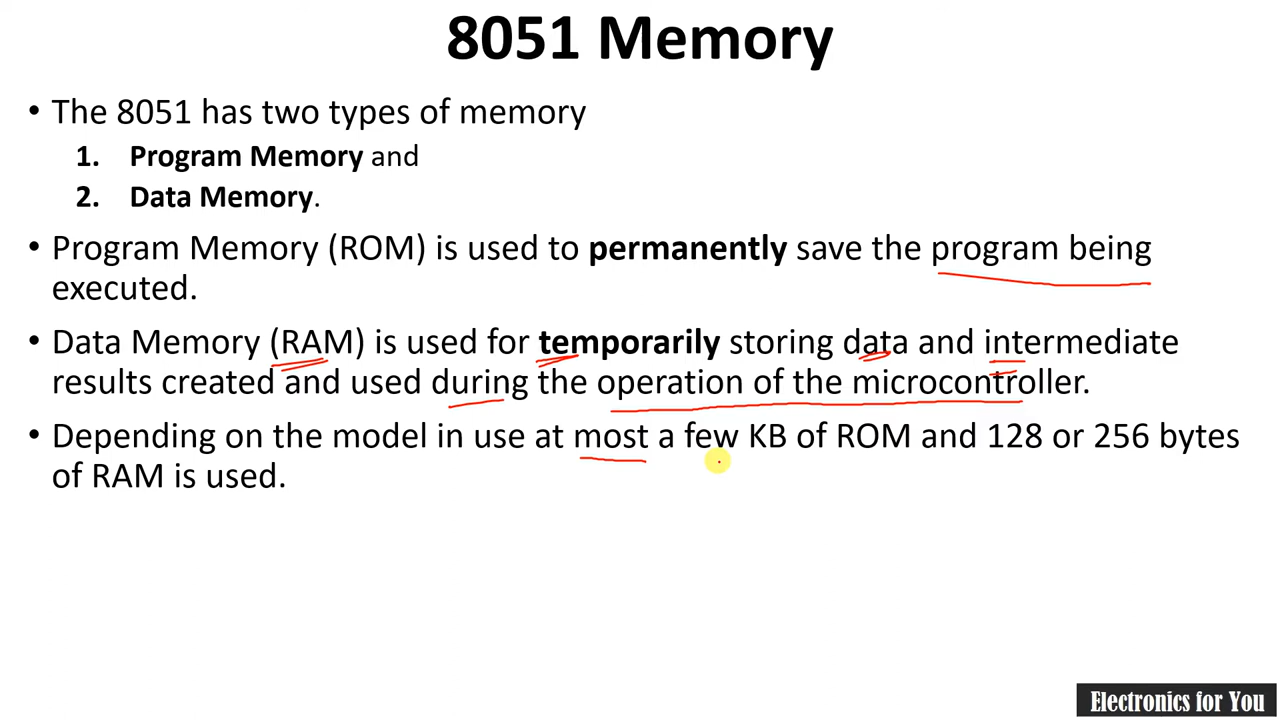 8051 Memory
• The 8051 has two types of memory
1. Program Memory and
2. Data Memory.
• Program Memory (ROM) is used to permanently save the program being
executed.
• Data Memory (RAM) is used for temporarily storing data and intermediate
results created and used during the operation of the microcontroller.
• Depending on the model in use at most a few KB of ROM and 128 or 256 bytes
of RAM is used.
Electronics for You